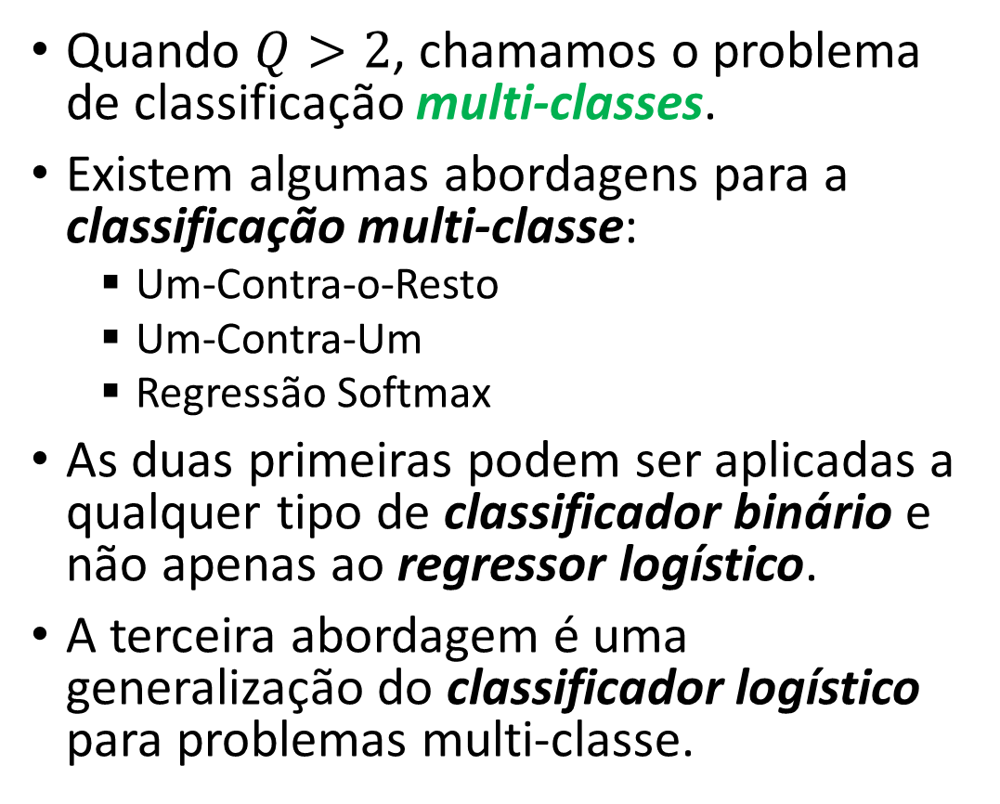 • Quando 𝑄 > 2, chamamos o problema
de classificação multi-classes.
• Existem algumas abordagens para a
classificação multi-classe:
▪ Um-Contra-o-Resto
▪ Um-Contra-Um
▪ Regressão Softmax
• As duas primeiras podem ser aplicadas a
qualquer tipo de classificador binário e
não apenas ao regressor logístico.
• A terceira abordagem é uma
generalização do classificador logístico
para problemas multi-classe.